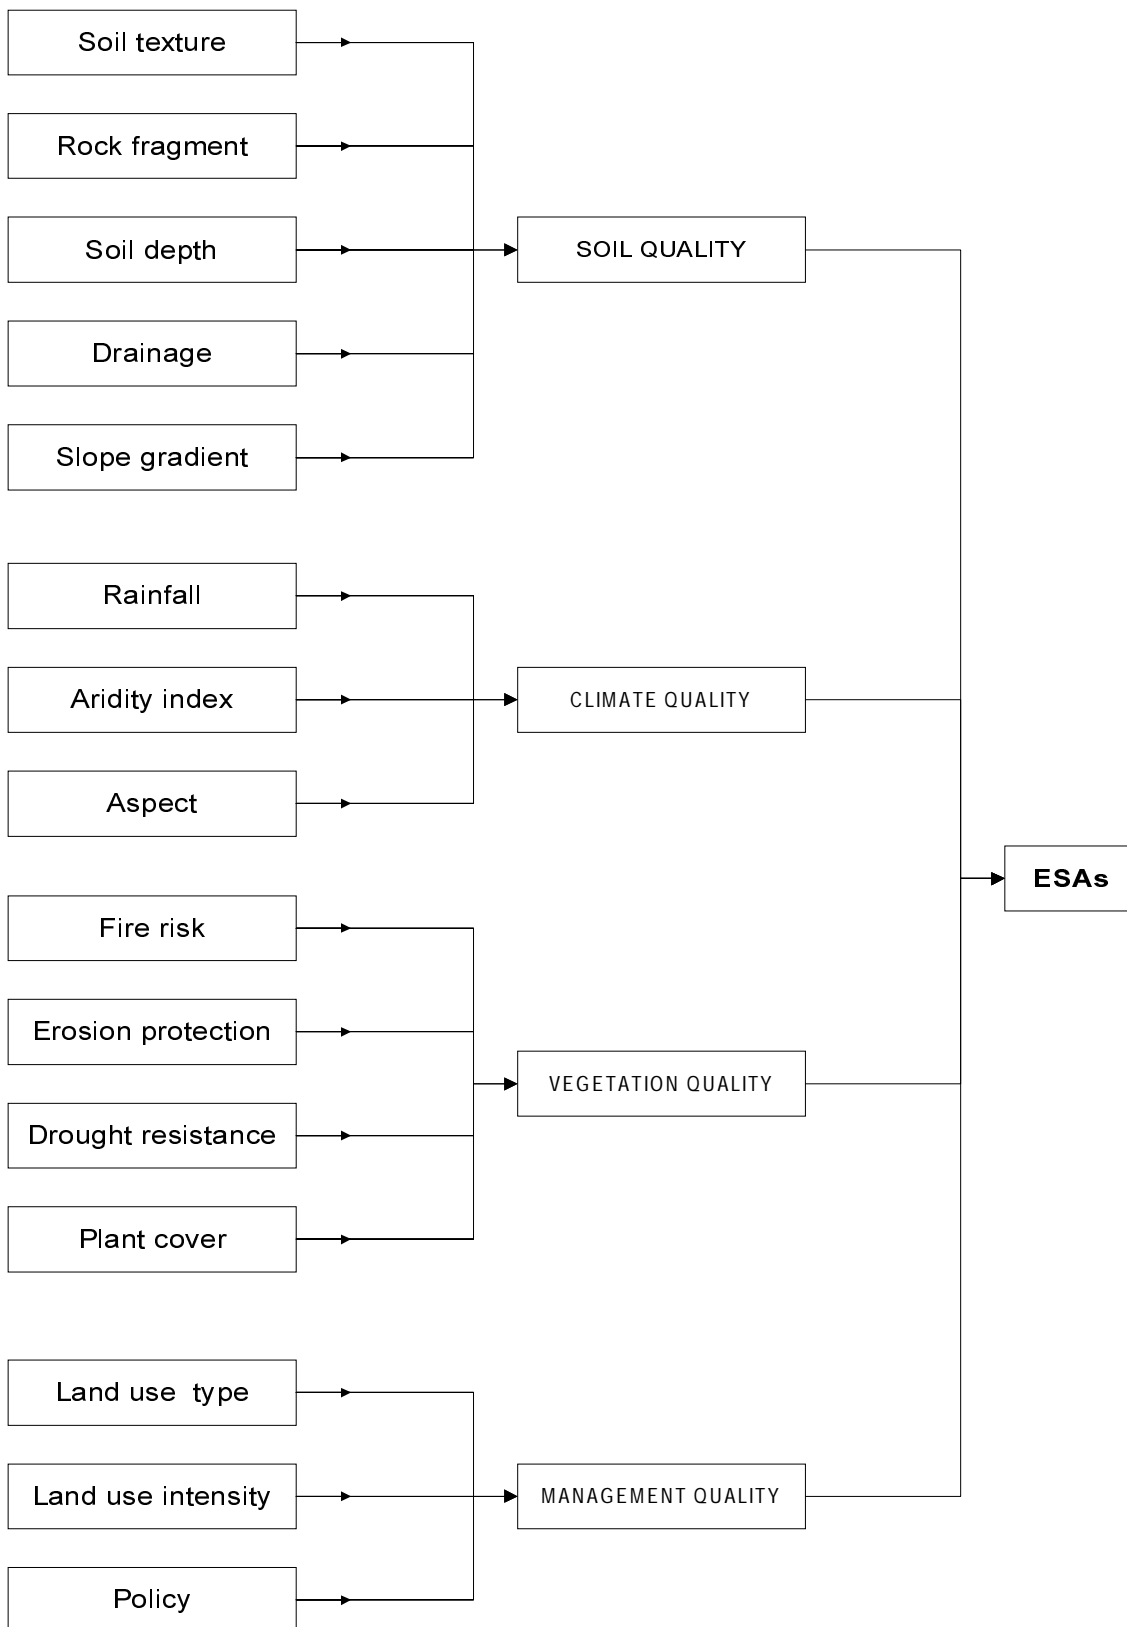 Soil texture
Rock fragment
Soil depth
SOIL QUALITY
Drainage
Slope gradient
Rainfall
Aridity index
CLIMATE QUALITY
Aspect
ESAs
Fire risk
Erosion protection
VEGETATION QUALITY
Drought resistance
Plant cover
Land use type
Land use intensity
MANAGEMENT QUALITY
Policy